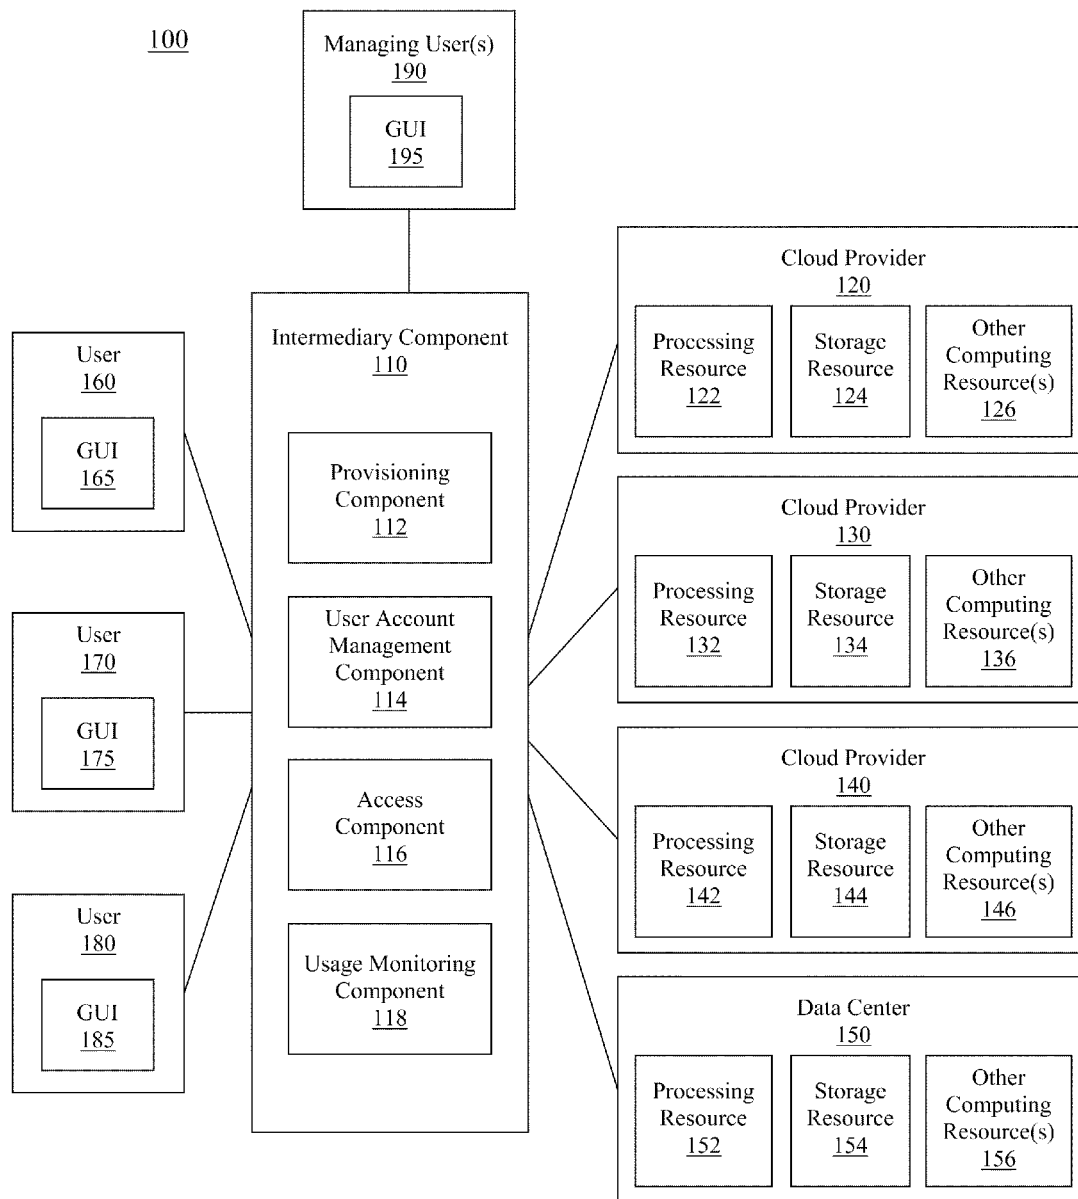 100
Managing User(s)
190
GUI
195
Intermediary Component
110
Provisioning
Component
112
User Account
Management
Component
114
Access
Component
116
Usage Monitoring
Component
118
User
160
GUI
165
User
170
GUI
175
User
180
GUI
185
Cloud Provider
120
Processing
Resource
122
Storage
Resource
124
Other
Computing
Resource(s)
126
Cloud Provider
130
Processing
Resource
132
Storage
Resource
134
Other
Computing
Resource(s)
136
Cloud Provider
140
Processing
Resource
142
Storage
Resource
144
Other
Computing
Resource(s)
146
Data Center
150
Processing
Resource
152
Storage
Resource
154
Other
Computing
Resource(s)
156